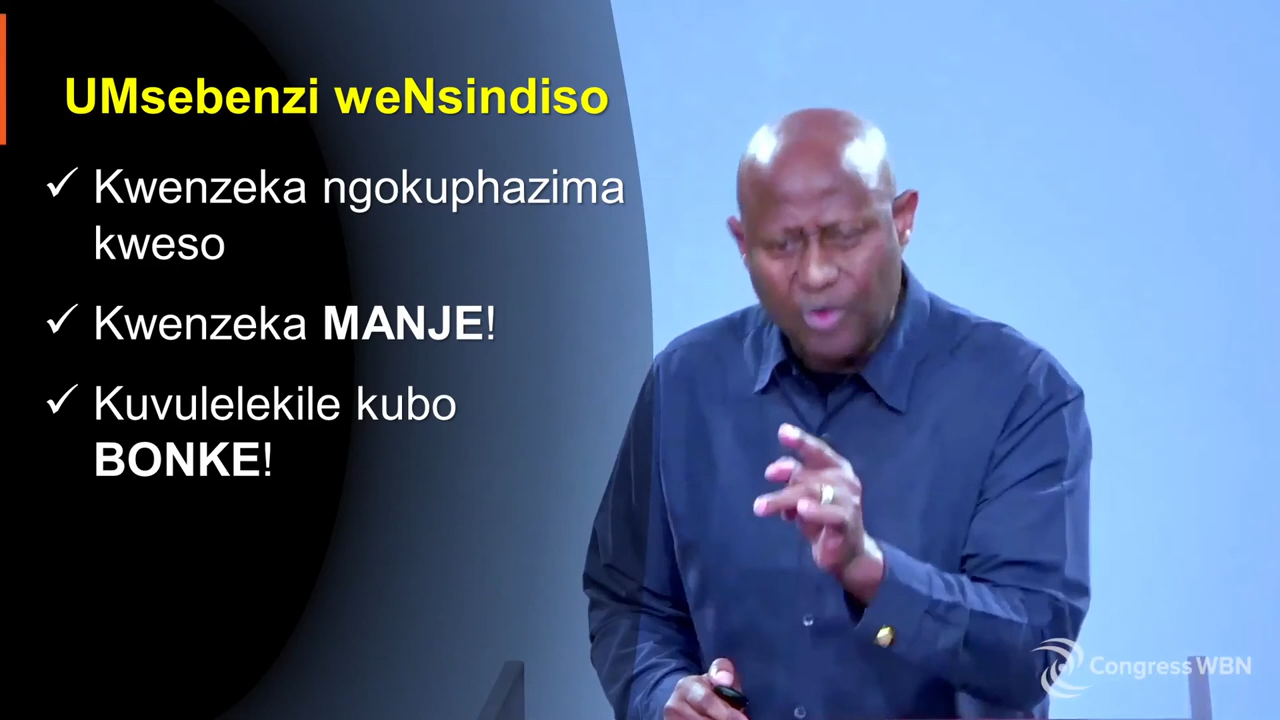 UMsebenzi weNsindiso
✓ Kwenzeka ngokuphazima
kweso
✓ Kwenzeka MANJE!
✓ Kuvulelekile kubo
BONKE!
Congress WBN